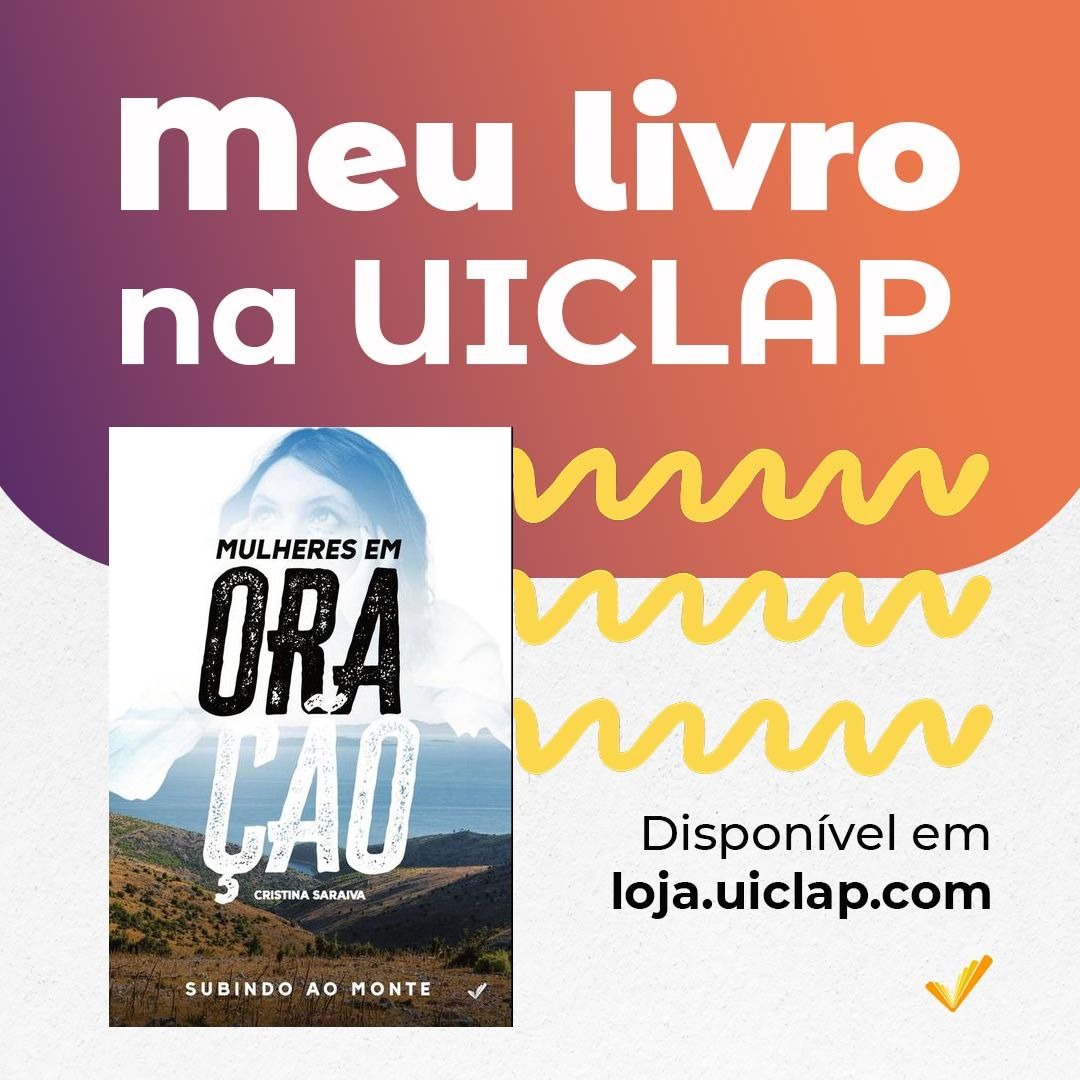 Meu livro
na UICLAP
MULHERES EM
ORA
ÇÃO
CRISTINA SARAIVA
SUBINDO AO MONTE
Disponível em
loja.uiclap.com